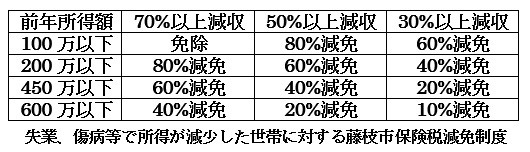 前年所得額 70%以上減収 50%以上減収 30%以上減収
100 万以下 免除 80%減免 60%減免
200 万以下 80%減免 60%減免 40%減免
450 万以下 60%減免 40%減免 20%減免
600 万以下 40%減免 20%減免 10%減免
失業、傷病等で所得が減少した世帯に対する藤枝市保険税減免制度